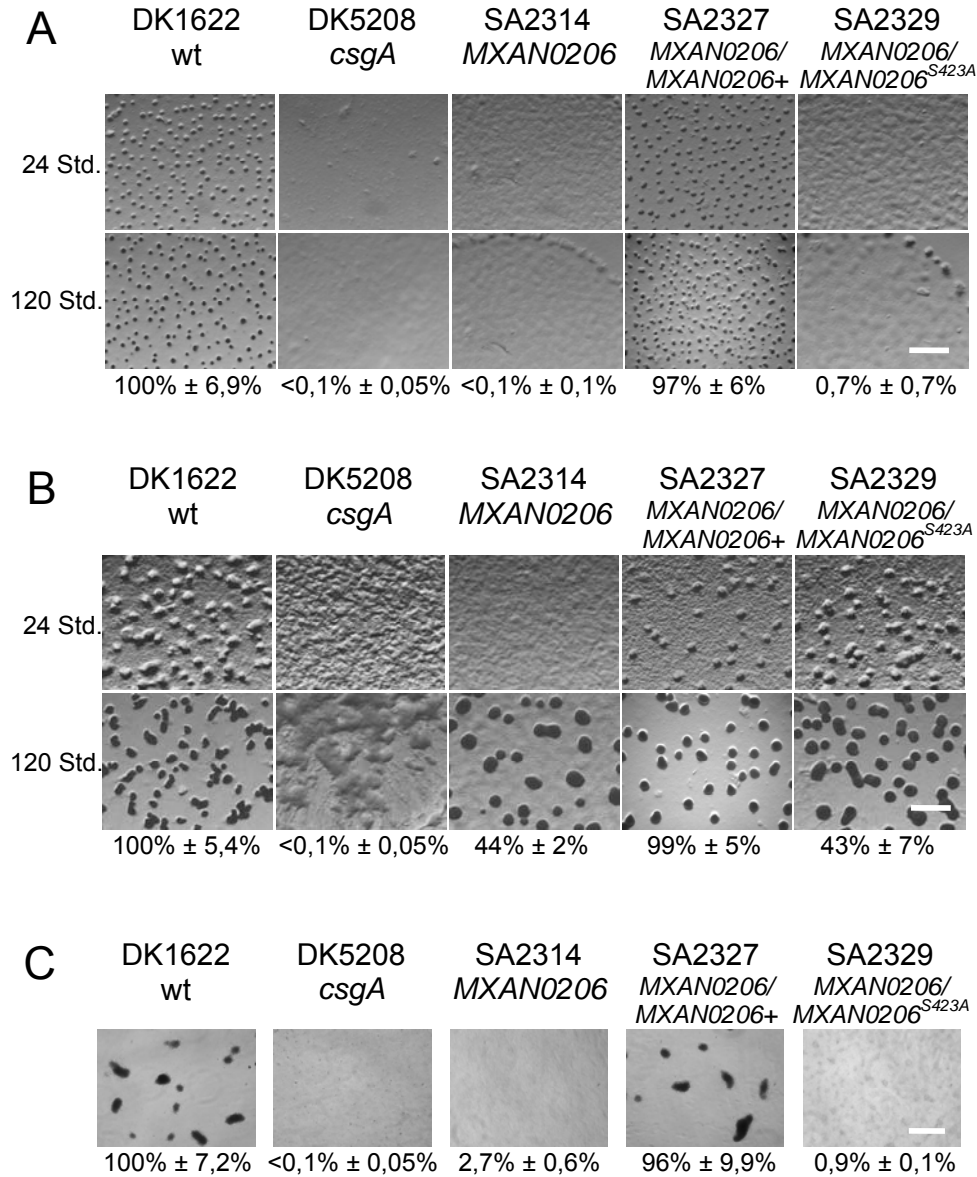 A
DK1622 DK5208 SA2314 SA2327 SA2329
wt csgA MXAN0206 MXAN0206/ MXAN0206/
MXAN0206+ MXAN0206S423A
24 Std.
120 Std.
100% ± 6,9% <0,1% ± 0,05% <0,1% ± 0,1% 97% ± 6% 0,7% ± 0,7%
B
DK1622 DK5208 SA2314 SA2327 SA2329
wt csgA MXAN0206 MXAN0206/ MXAN0206/
MXAN0206+ MXAN0206S423A
24 Std.
120 Std.
100% ± 5,4% <0,1% ± 0,05% 44% ± 2% 99% ± 5% 43% ± 7%
C
DK1622 DK5208 SA2314 SA2327 SA2329
wt csgA MXAN0206 MXAN0206/ MXAN0206/
MXAN0206+ MXAN0206S423A
100% ± 7,2% <0,1% ± 0,05% 2,7% ± 0,6% 96% ± 9,9% 0,9% ± 0,1%